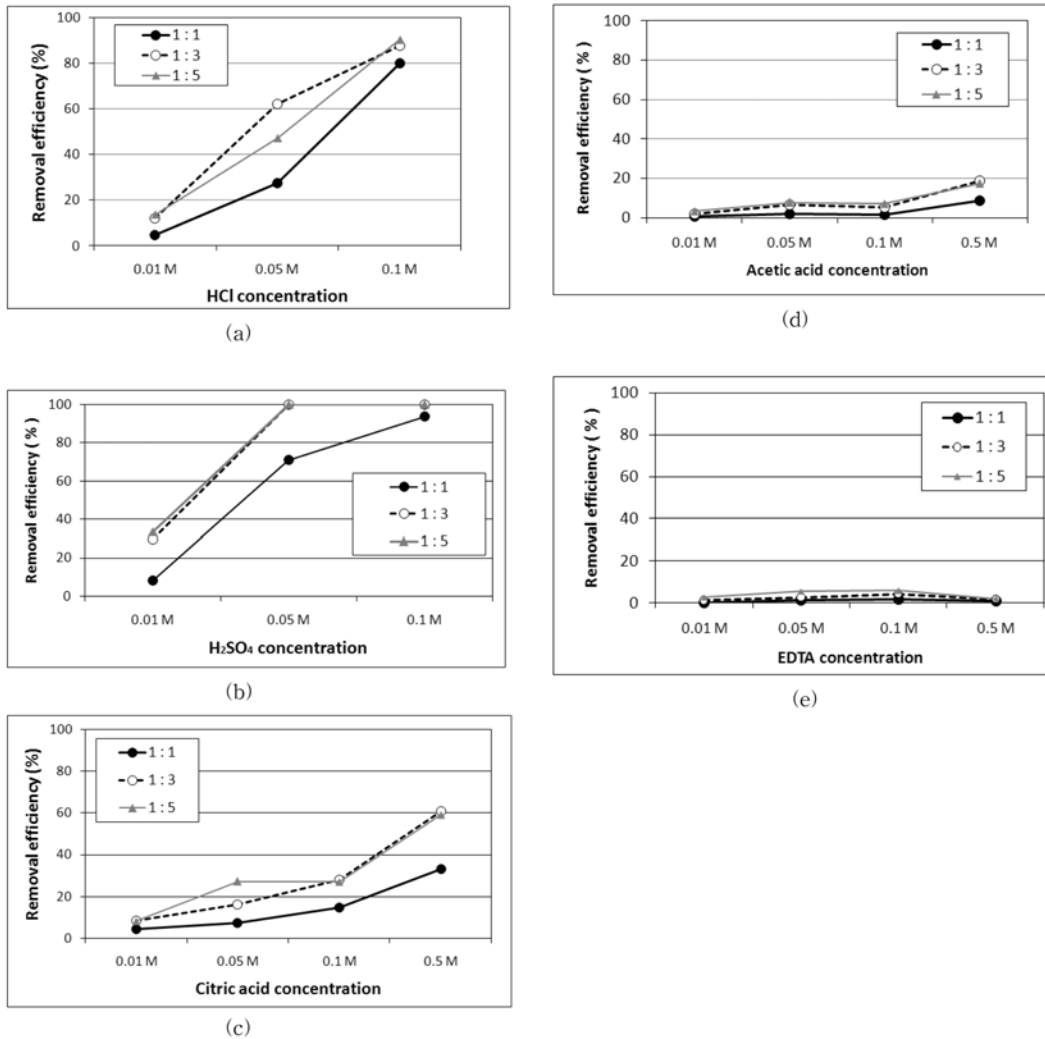 100
80
60
40
20
0
Removal efficiency (%)
1 : 1
1 : 3
1 : 5
0.01 M
0.05 M
0.1 M
HCl concentration
(a)
100
80
60
40
20
0
Removal efficiency ( % )
1 : 1
1 : 3
1 : 5
0.01 M
0.05 M
0.1 M
H₂SO₄ concentration
(b)
100
80
60
40
20
0
Removal efficiency (%)
1 : 1
1 : 3
1 : 5
0.01 M
0.05 M
0.1 M
0.5 M
Citric acid concentration
(c)
100
80
60
40
20
0
Removal efficiency ( % )
1 : 1
1 : 3
1 : 5
0.01 M
0.05 M
0.1 M
0.5 M
Acetic acid concentration
(d)
100
80
60
40
20
0
Removal efficiency ( % )
1 : 1
1 : 3
1 : 5
0.01 M
0.05 M
0.1 M
0.5 M
EDTA concentration
(e)